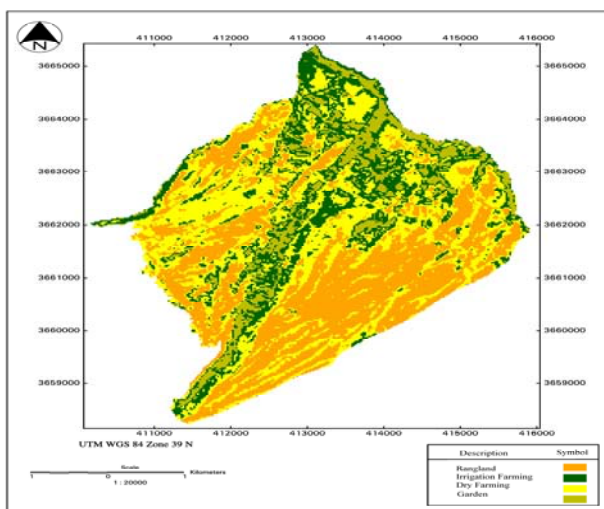 N
411000 412000 413000 414000 415000 416000
3665000 3665000
3664000 3664000
3663000 3663000
3662000 3662000
3661000 3661000
3660000 3660000
3659000 3659000
411000 412000 413000 414000 415000 416000
UTM WGS 84 Zone 39 N
Scale
1 0 1 Kilometers
1 : 20000
Description Symbol
Rangland
Irrigation Farming
Dry Farming
Garden